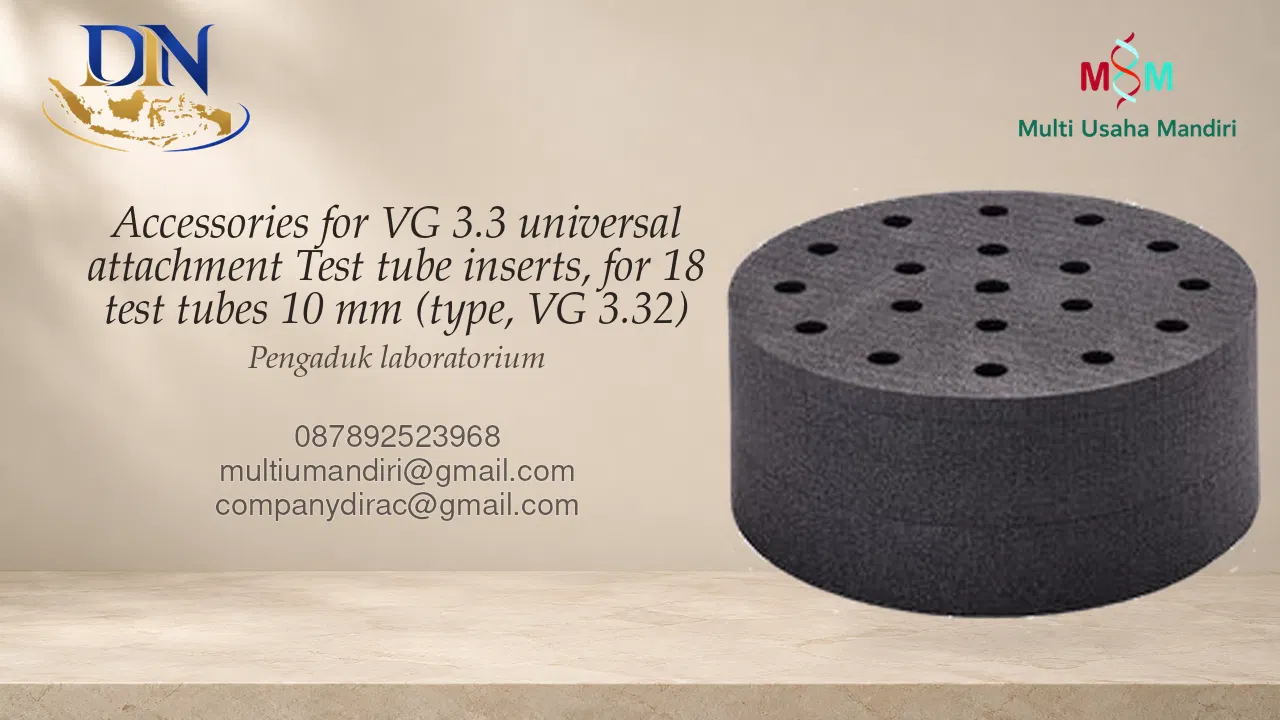 DIN
MSM
Multi Usaha Mandiri
Accessories for VG 3.3 universal
attachment Test tube inserts, for 18
test tubes 10 mm (type, VG 3.32)
Pengaduk laboratorium
087892523968
multiumandiri@gmail.com
companydirac@gmail.com